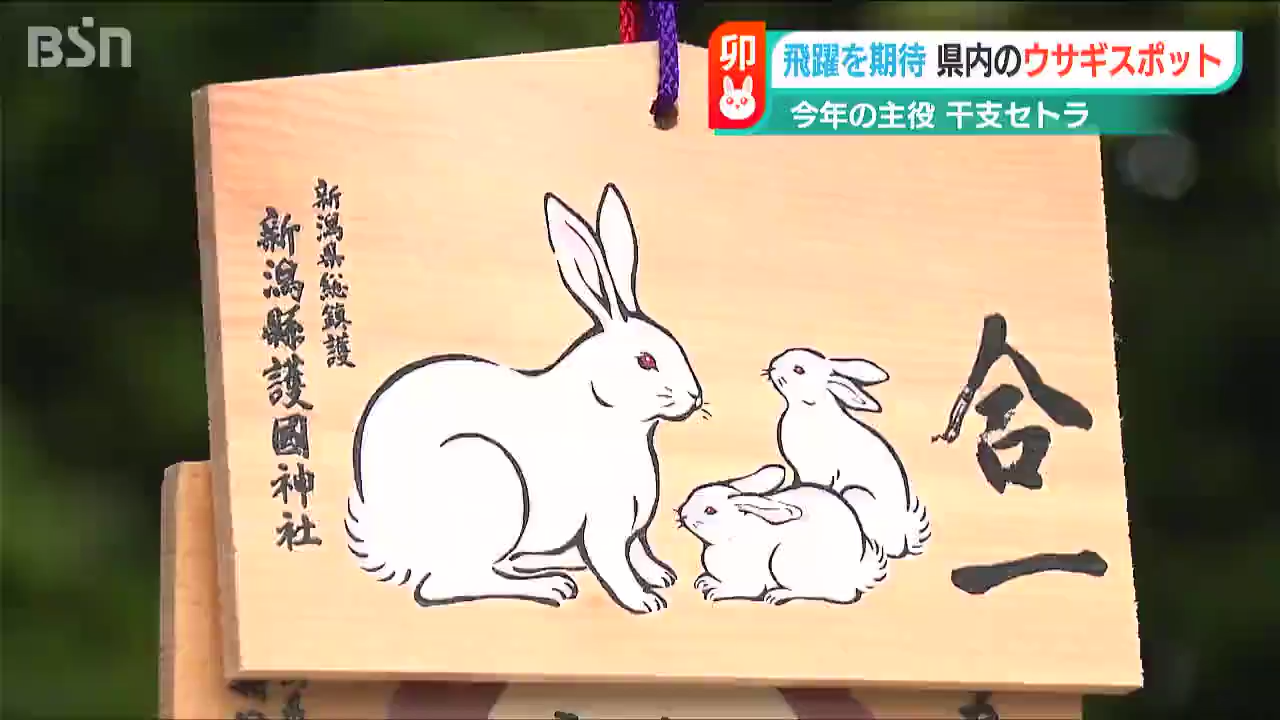 BSN
卯
飛躍を期待 県内のウサギスポット
今年の主役 干支セトラ
合一
新潟県総鎮護
新潟縣護國神社